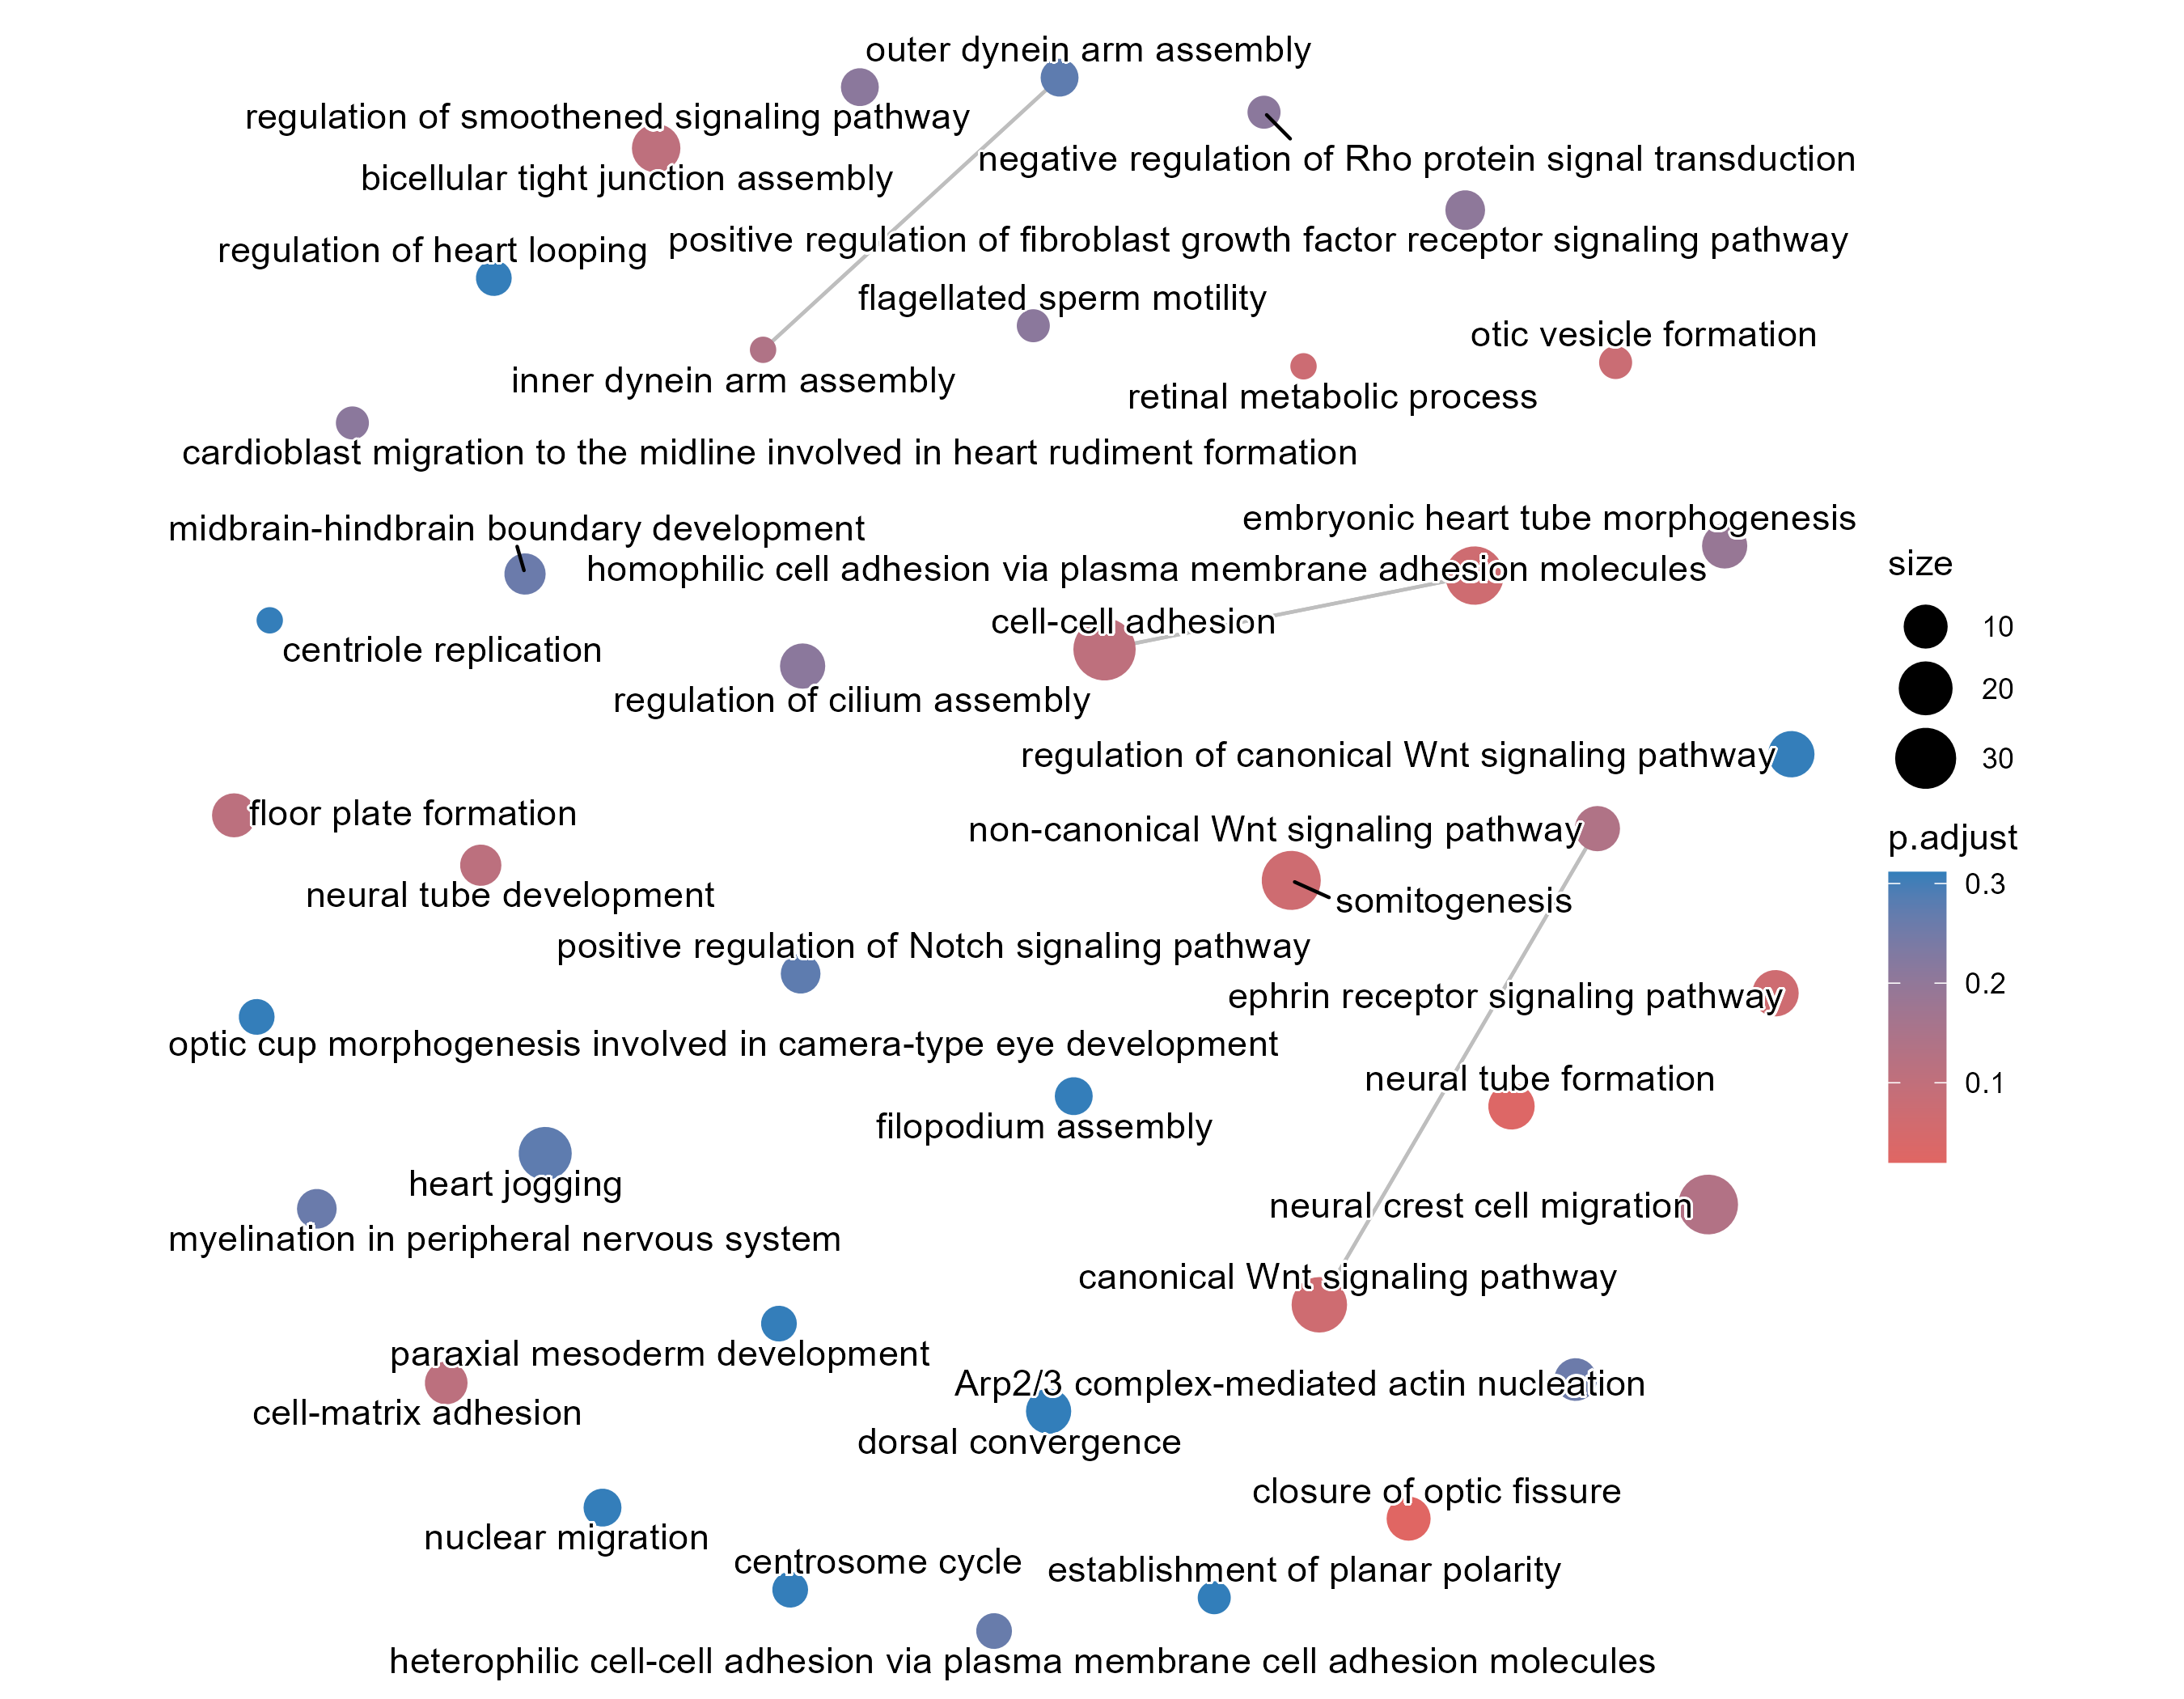 outer dynein arm assembly
regulation of smoothened signaling pathway
negative regulation of Rho protein signal transduction
bicellular tight junction assembly
positive regulation of fibroblast growth factor receptor signaling pathway
regulation of heart looping
flagellated sperm motility
otic vesicle formation
inner dynein arm assembly
retinal metabolic process
cardioblast migration to the midline involved in heart rudiment formation
embryonic heart tube morphogenesis
midbrain-hindbrain boundary development
homophilic cell adhesion via plasma membrane adhesion molecules
cell-cell adhesion
centriole replication
regulation of cilium assembly
regulation of canonical Wnt signaling pathway
floor plate formation
non-canonical Wnt signaling pathway
neural tube development
somitogenesis
positive regulation of Notch signaling pathway
ephrin receptor signaling pathway
optic cup morphogenesis involved in camera-type eye development
neural tube formation
filopodium assembly
heart jogging
neural crest cell migration
myelination in peripheral nervous system
canonical Wnt signaling pathway
paraxial mesoderm development
Arp2/3 complex-mediated actin nucleation
cell-matrix adhesion
dorsal convergence
closure of optic fissure
nuclear migration
centrosome cycle
establishment of planar polarity
heterophilic cell-cell adhesion via plasma membrane cell adhesion molecules
size
10
20
30
p.adjust
0.3
0.2
0.1